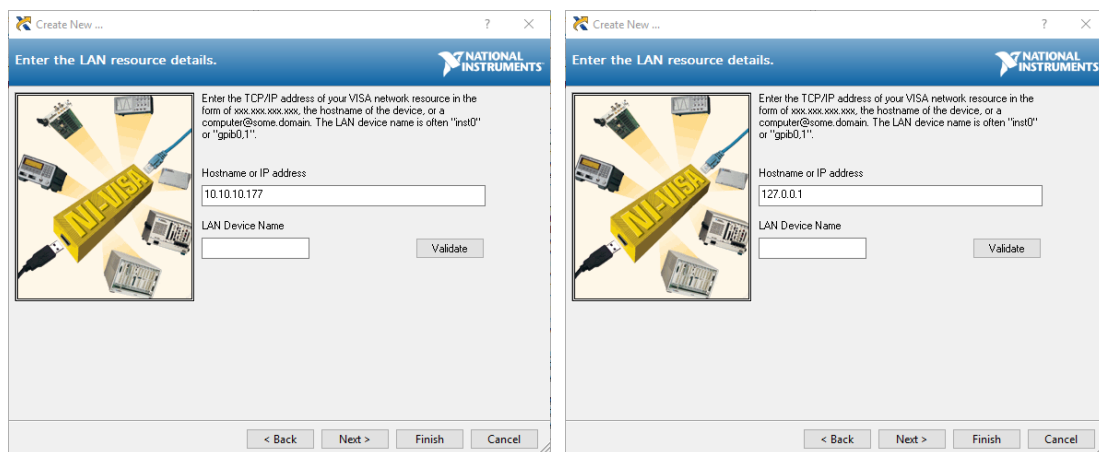 Create New ...
Enter the LAN resource details.
NATIONAL
INSTRUMENTS
Enter the TCP/IP address of your VISA network resource in the
form of xxx.xxx.xxx.xxx, the hostname of the device, or a
computer@some.domain. The LAN device name is often "inst0"
or "gpib0,1".
NI-VISA
Hostname or IP address
10.10.10.177
LAN Device Name
Validate
< Back Next > Finish Cancel
Create New ...
Enter the LAN resource details.
NATIONAL
INSTRUMENTS
Enter the TCP/IP address of your VISA network resource in the
form of xxx.xxx.xxx.xxx, the hostname of the device, or a
computer@some.domain. The LAN device name is often "inst0"
or "gpib0,1".
NI-VISA
Hostname or IP address
127.0.0.1
LAN Device Name
Validate
< Back Next > Finish Cancel